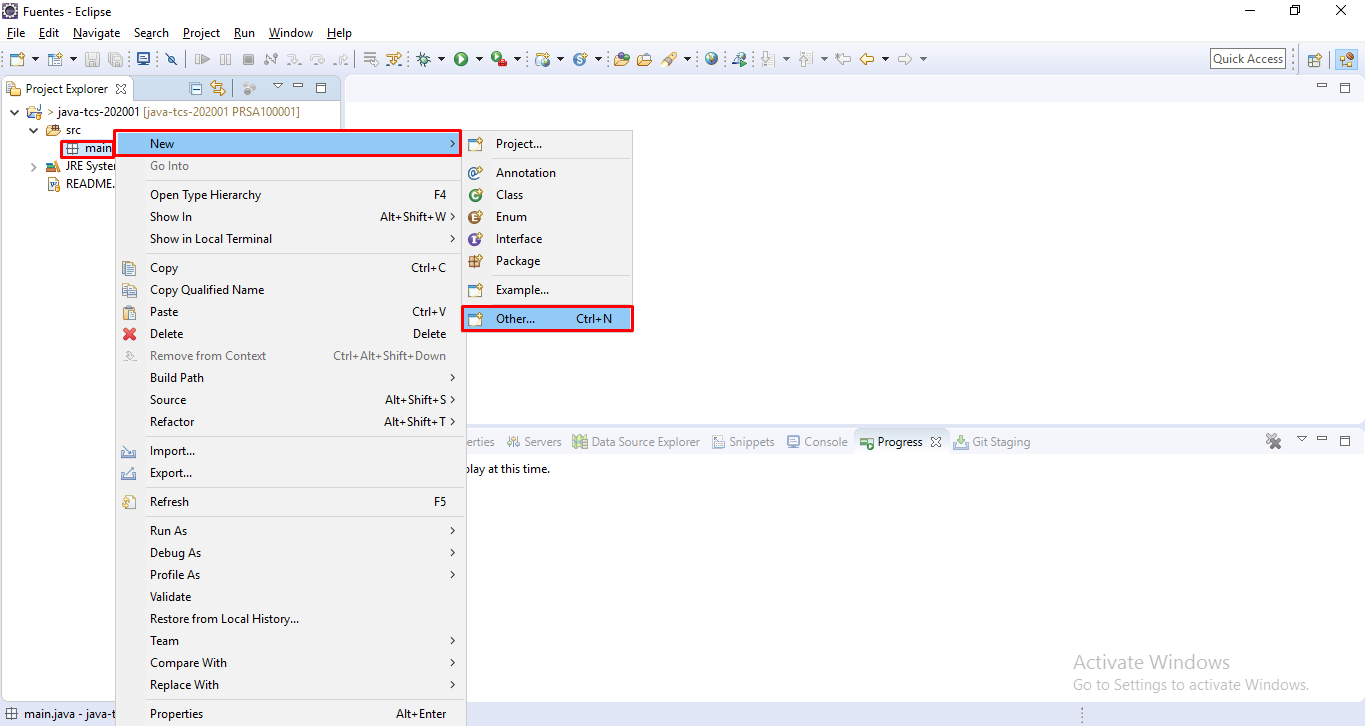 Fuentes - Eclipse
File Edit Navigate Search Project Run Window Help
Quick Access
Project Explorer
> java-tcs-202001 [java-tcs-202001 PRSA100001]
src
main
JRE Syste
README.
New
Go Into
Open Type Hierarchy F4
Show In Alt+Shift+W >
Show in Local Terminal >
Copy Ctrl+C
Copy Qualified Name
Paste Ctrl+V
Delete Delete
Remove from Context Ctrl+Alt+Shift+Down
Build Path >
Source Alt+Shift+S >
Refactor Alt+Shift+T >
Import...
Export...
Refresh F5
Run As >
Debug As >
Profile As >
Validate
Restore from Local History...
Team >
Compare With >
Replace With >
Properties Alt+Enter
Project...
Annotation
Class
Enum
Interface
Package
Example...
Other... Ctrl+N
erties Servers Data Source Explorer Snippets Console Progress Git Staging
play at this time.
Activate Windows
Go to Settings to activate Windows.
main.java - java-t